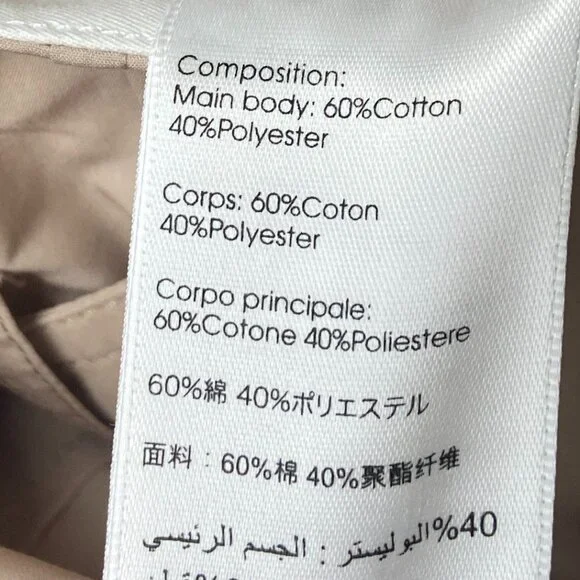 Composition:
Main body: 60%Cotton
40%Polyester
Corps: 60%Coton
40%Polyester
Corpo principale:
60%Cotone 40%Poliestere
60%綿 40%ポリエステル
面料：60%棉 40%聚酯纤维
الجسم الرئيسي : البوليستر 40%